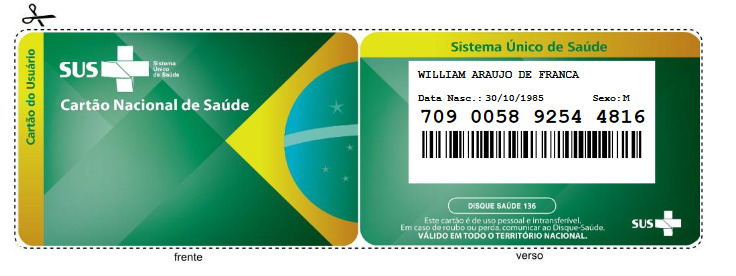 Cartão do Usuário
SUS
Sistema
Único
de Saúde
Cartão Nacional de Saúde
frente
Sistema Único de Saúde
WILLIAM ARAUJO DE FRANCA
Data Nasc.: 30/10/1985 Sexo: M
709 0058 9254 4816
DISQUE SAÚDE 136
Este cartão é de uso pessoal e intransferível.
Em caso de roubo ou perda, comunicar ao Disque-Saúde.
VÁLIDO EM TODO O TERRITÓRIO NACIONAL.
SUS
verso